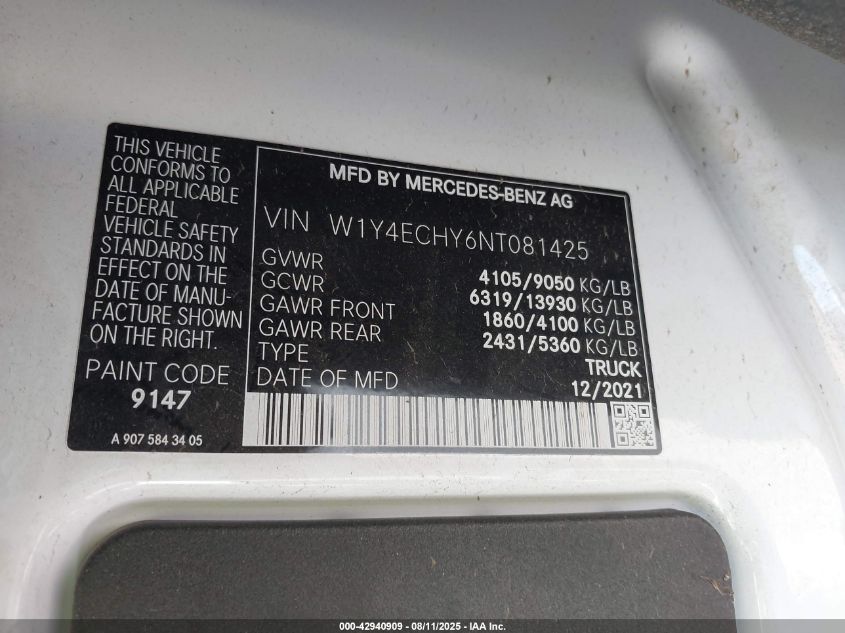 THIS VEHICLE
CONFORMS TO
ALL APPLICABLE
FEDERAL
VEHICLE SAFETY
STANDARDS IN
EFFECT ON THE
DATE OF MANU-
FACTURE SHOWN
ON THE RIGHT.
PAINT CODE
9147
A 907 584 34 05
MFD BY MERCEDES-BENZ AG
VIN W1Y4ECHY6NT081425
GVWR 4105/9050 KG/LB
GCWR 6319/13930 KG/LB
GAWR FRONT 1860/4100 KG/LB
GAWR REAR 2431/5360 KG/LB
TYPE TRUCK
DATE OF MFD 12/2021
000-42940909 - 08/11/2025 - IAA Inc.